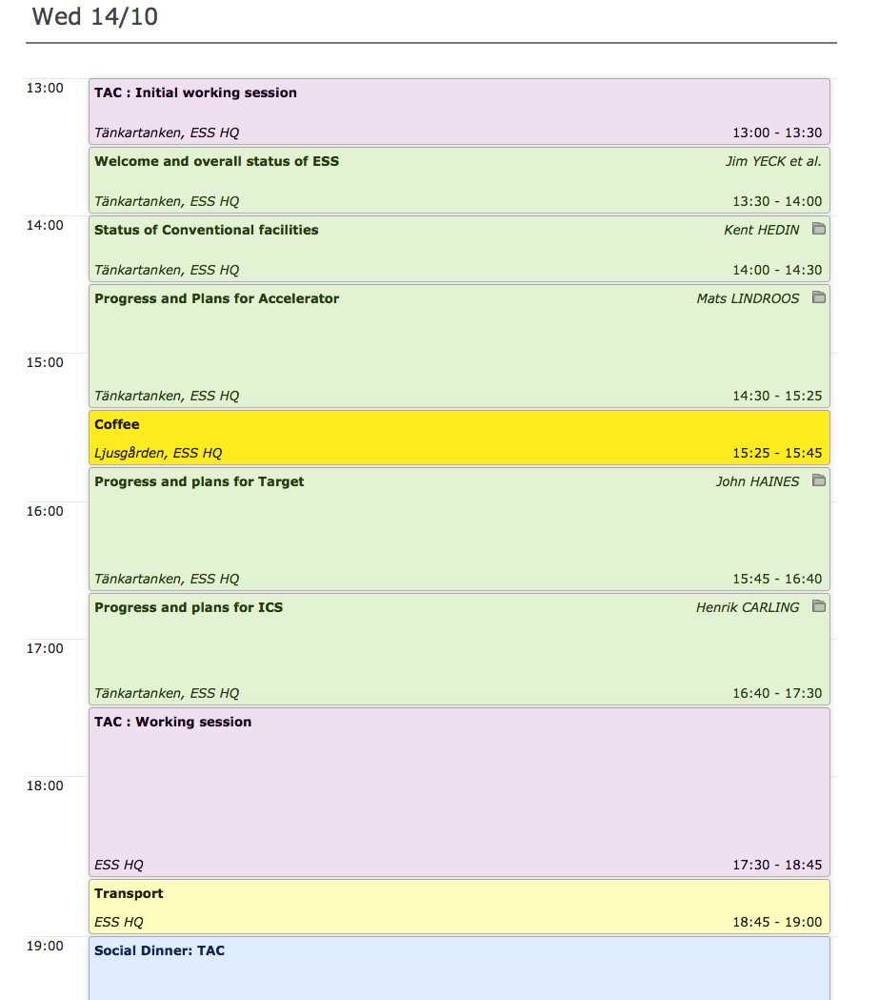 Wed 14/10
13:00
TAC : Initial working session
Tänkartanken, ESS HQ 13:00 - 13:30
Welcome and overall status of ESS Jim YECK et al.
Tänkartanken, ESS HQ 13:30 - 14:00
14:00
Status of Conventional facilities Kent HEDIN
Tänkartanken, ESS HQ 14:00 - 14:30
Progress and Plans for Accelerator Mats LINDROOS
15:00
Tänkartanken, ESS HQ 14:30 - 15:25
Coffee
Ljusgården, ESS HQ 15:25 - 15:45
Progress and plans for Target John HAINES
16:00
Tänkartanken, ESS HQ 15:45 - 16:40
Progress and plans for ICS Henrik CARLING
17:00
Tänkartanken, ESS HQ 16:40 - 17:30
TAC : Working session
18:00
ESS HQ 17:30 - 18:45
Transport
ESS HQ 18:45 - 19:00
19:00
Social Dinner: TAC